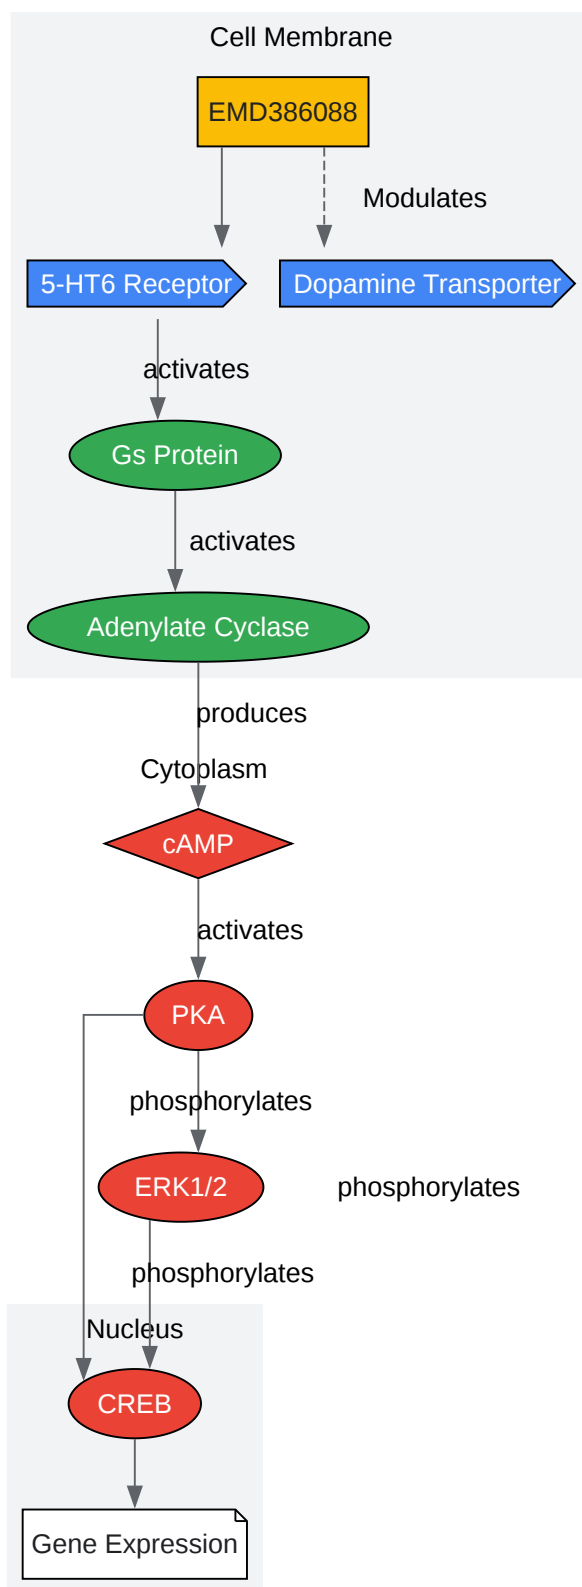 Cell Membrane
EMD386088
Modulates
5-HT6 Receptor
Dopamine Transporter
activates
Gs Protein
activates
Adenylate Cyclase
produces
Cytoplasm
cAMP
activates
PKA
phosphorylates
ERK1/2
phosphorylates
phosphorylates
Nucleus
CREB
Gene Expression